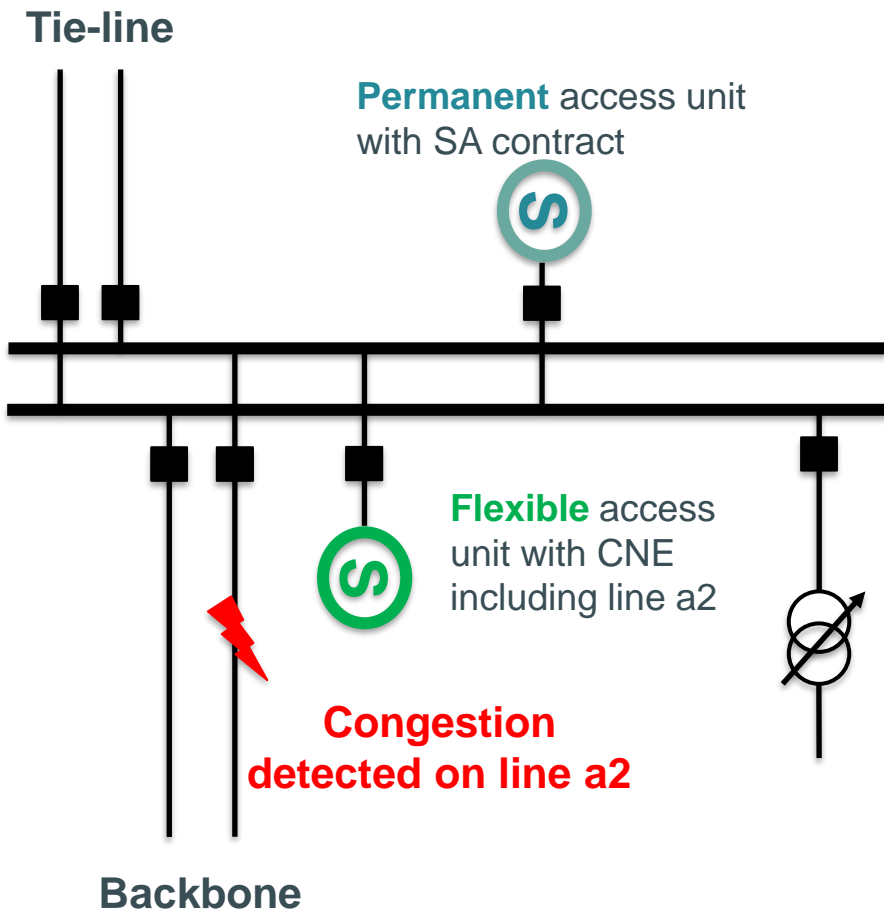 Tie-line
Permanent access unit
with SA contract
S
Flexible access
unit with CNE
including line a2
S
Congestion
detected on line a2
Backbone